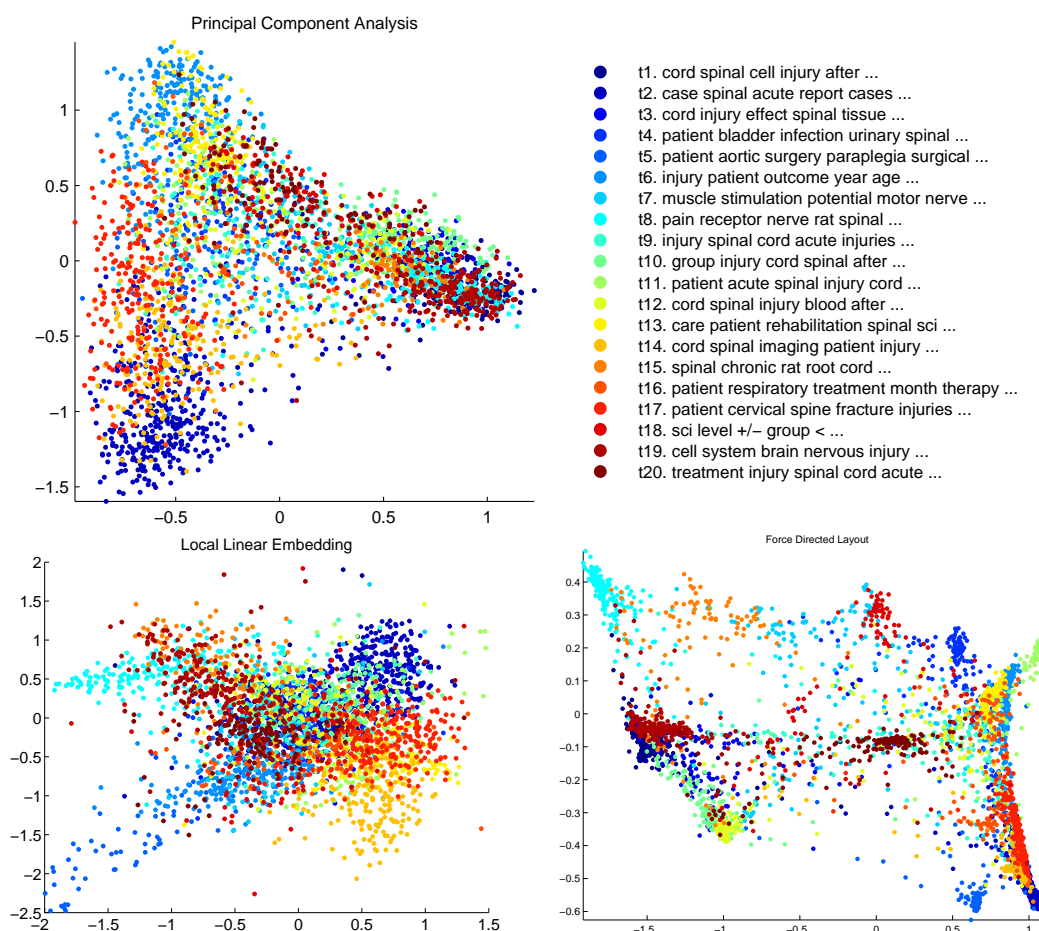 Principal Component Analysis
1
0.5
0
−0.5
−1
−1.5
−0.5
0
0.5
1
t1. cord spinal cell injury after ...
t2. case spinal acute report cases ...
t3. cord injury effect spinal tissue ...
t4. patient bladder infection urinary spinal ...
t5. patient aortic surgery paraplegia surgical ...
t6. injury patient outcome year age ...
t7. muscle stimulation potential motor nerve ...
t8. pain receptor nerve rat spinal ...
t9. injury spinal cord acute injuries ...
t10. group injury cord spinal after ...
t11. patient acute spinal injury cord ...
t12. cord spinal injury blood after ...
t13. care patient rehabilitation spinal sci ...
t14. cord spinal imaging patient injury ...
t15. spinal chronic rat root cord ...
t16. patient respiratory treatment month therapy ...
t17. patient cervical spine fracture injuries ...
t18. sci level +/− group < ...
t19. cell system brain nervous injury ...
t20. treatment injury spinal cord acute ...
Local Linear Embedding
2
1.5
1
0.5
0
−0.5
−1
−1.5
−2
−2.5
−2
−1.5
−1
−0.5
0
0.5
1
1.5
Force Directed Layout
0.4
0.3
0.2
0.1
0
−0.1
−0.2
−0.3
−0.4
−0.5
−0.6
−1.5
−1
−0.5
0
0.5
1